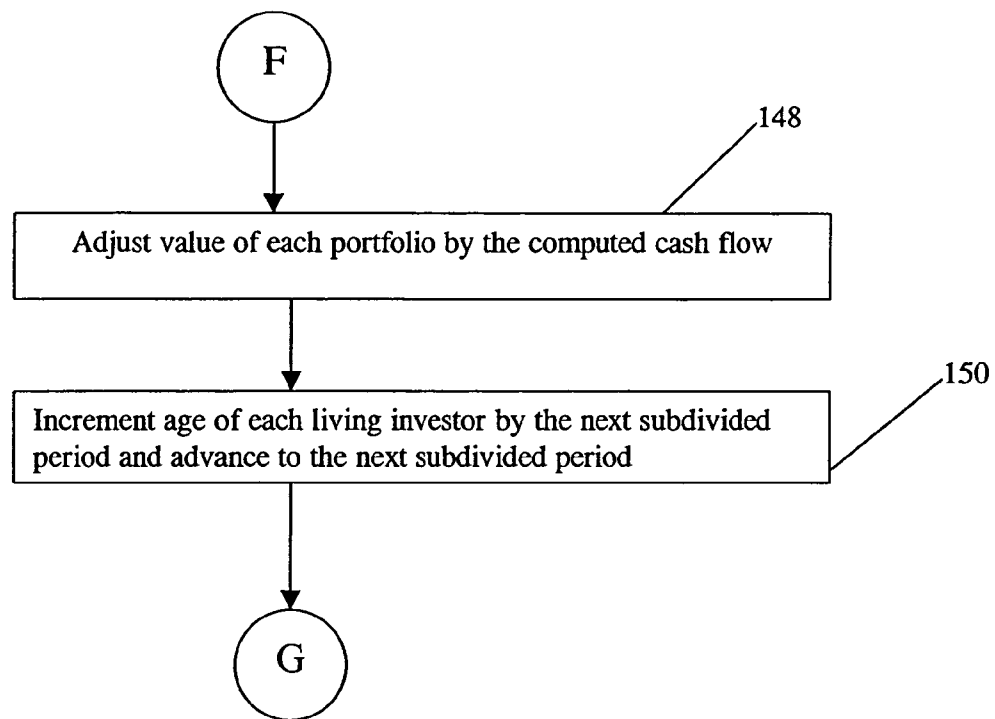 F
148
Adjust value of each portfolio by the computed cash flow
150
Increment age of each living investor by the next subdivided
period and advance to the next subdivided period
G